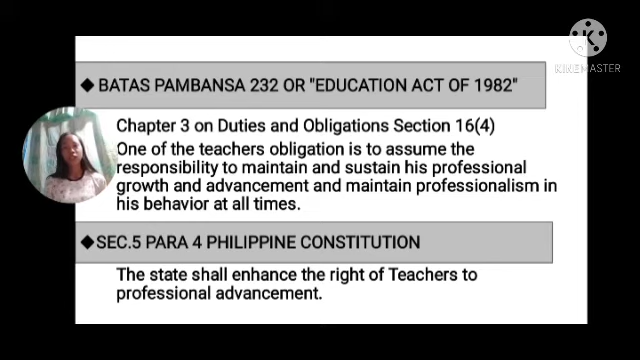 KINEMASTER
◆ BATAS PAMBANSA 232 OR "EDUCATION ACT OF 1982"
Chapter 3 on Duties and Obligations Section 16(4)
One of the teachers obligation is to assume the
responsibility to maintain and sustain his professional
growth and advancement and maintain professionalism in
his behavior at all times.
◆SEC.5 PARA 4 PHILIPPINE CONSTITUTION
The state shall enhance the right of Teachers to
professional advancement.